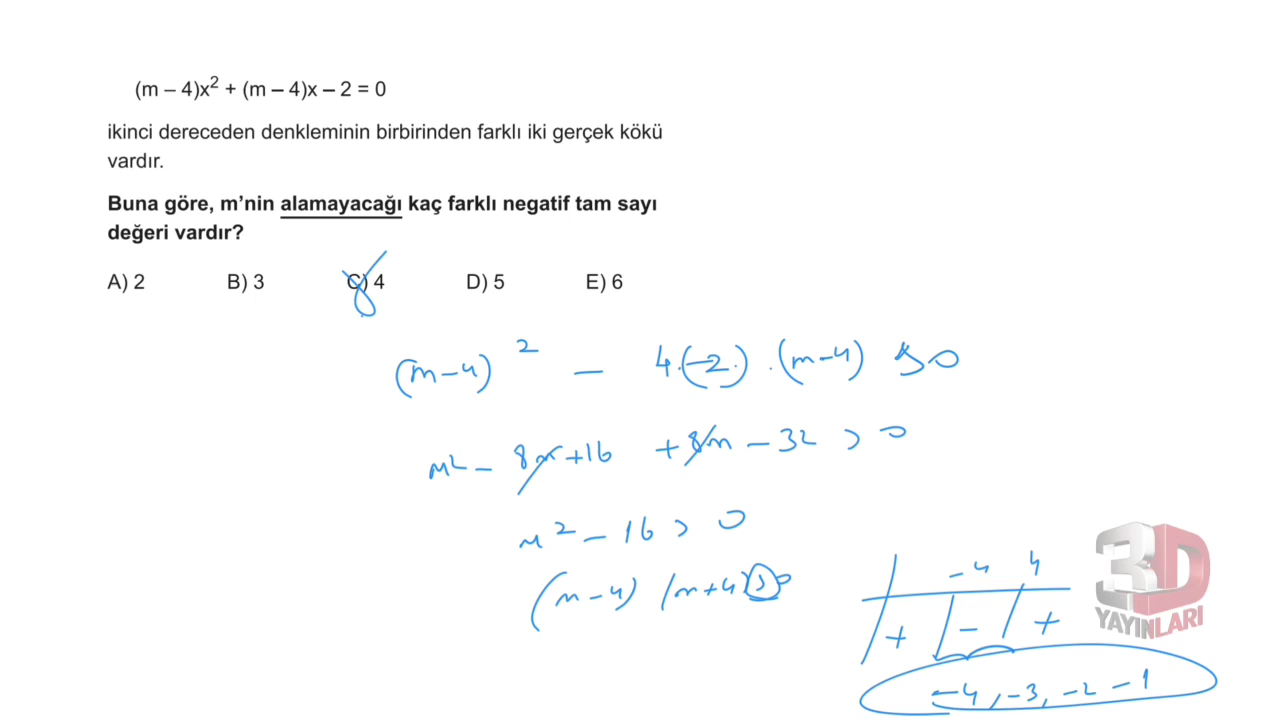 (m – 4)x² + (m – 4)x – 2 = 0
ikinci dereceden denkleminin birbirinden farklı iki gerçek kökü
vardır.
Buna göre, m’nin alamayacağı kaç farklı negatif tam sayı
değeri vardır?
A) 2 B) 3 C) 4 D) 5 E) 6
(m-4)² - 4.(-2.) .(m-4) > 0
m² - 8m+16 +8m - 32 > 0
m² - 16 > 0
(m-4) (m+4) > 0
-4 4
+ - +
-4, -3, -2 -1
3D
YAYINLARI